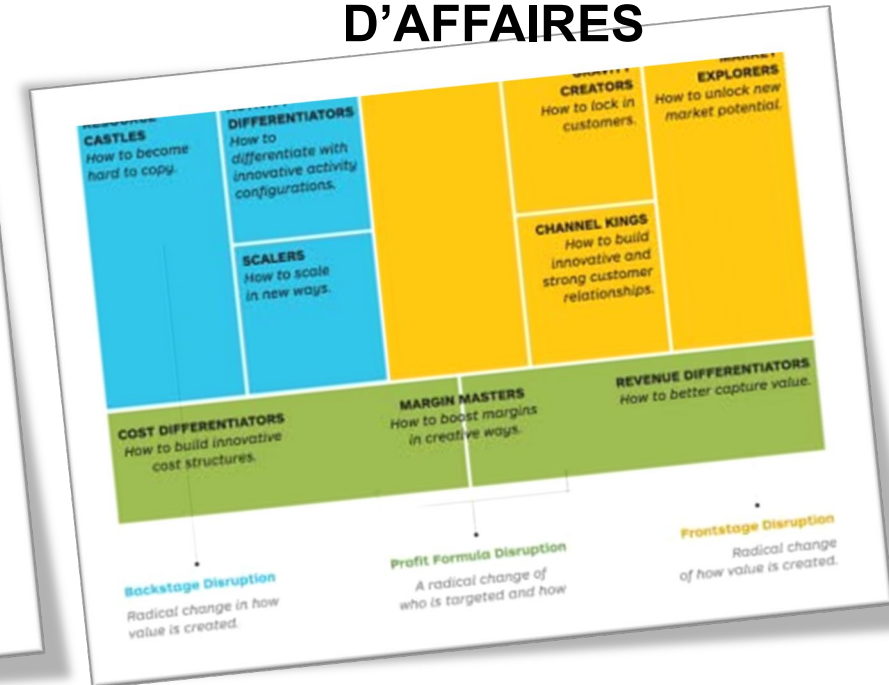 D’AFFAIRES
CASTLES
How to become
hard to copy.
DIFFERENTIATORS
How to
differentiate with
innovative activity
configurations.
SCALERS
How to scale
in new ways.
CREATORS
How to lock in
customers.
CHANNEL KINGS
How to build
innovative and
strong customer
relationships.
EXPLORERS
How to unlock new
market potential.
COST DIFFERENTIATORS
How to build innovative
cost structures.
MARGIN MASTERS
How to boost margins
in creative ways.
REVENUE DIFFERENTIATORS
How to better capture value.
Backstage Disruption
Radical change in how
value is created.
Profit Formula Disruption
A radical change of
who is targeted and how
Frontstage Disruption
Radical change
of how value is created.